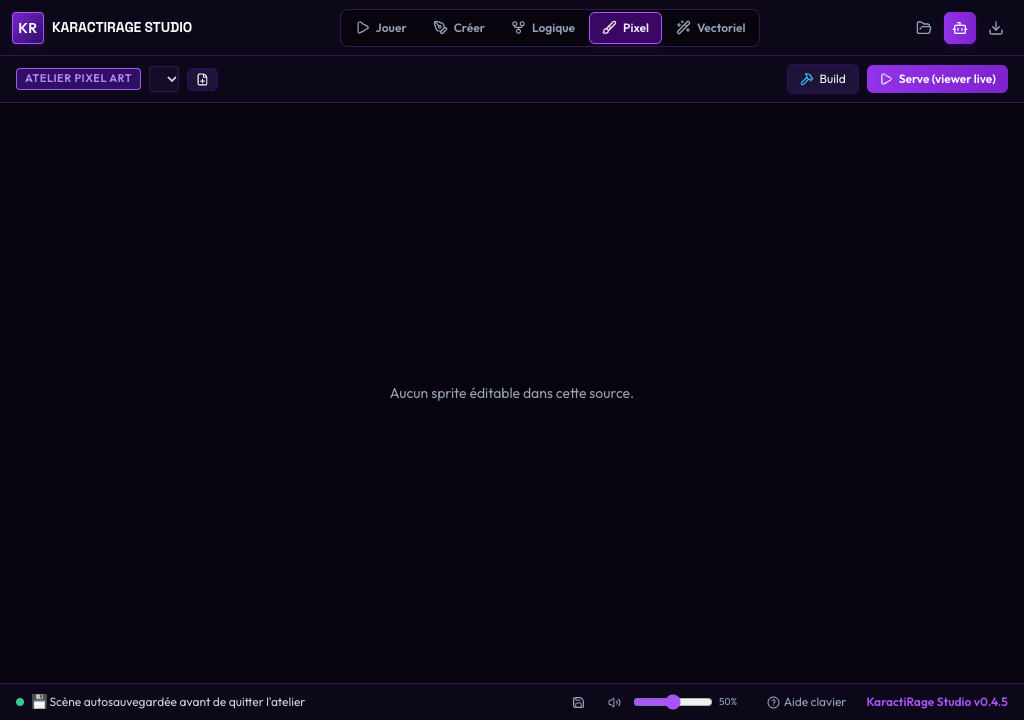 KR KARACTIRAGE STUDIO Jouer Créer Logique Pixel Vectoriel
ATELIER PIXEL ART Build Serve (viewer live)
Aucun sprite éditable dans cette source.
Scène autosauvegardée avant de quitter l'atelier 50% Aide clavier KaractiRage Studio v0.4.5